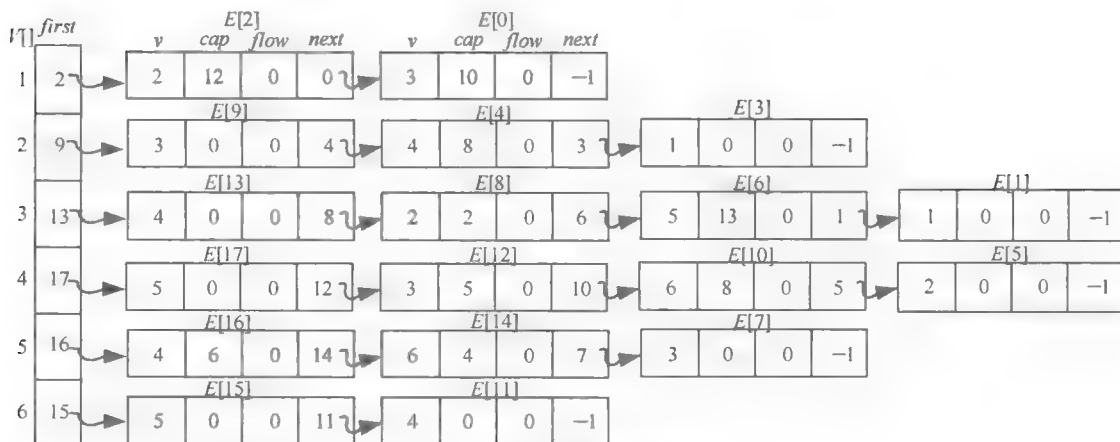 E[2] E[0]
V[] first v cap flow next v cap flow next
1 2 2 12 0 0 3 10 0 −1
E[9] E[4] E[3]
2 9 3 0 0 4 4 8 0 3 1 0 0 −1
E[13] E[8] E[6] E[1]
3 13 4 0 0 8 2 2 0 6 5 13 0 1 1 0 0 −1
E[17] E[12] E[10] E[5]
4 17 5 0 0 12 3 5 0 10 6 8 0 5 2 0 0 −1
E[16] E[14] E[7]
5 16 4 6 0 14 6 4 0 7 3 0 0 −1
E[15] E[11]
6 15 5 0 0 11 4 0 0 −1